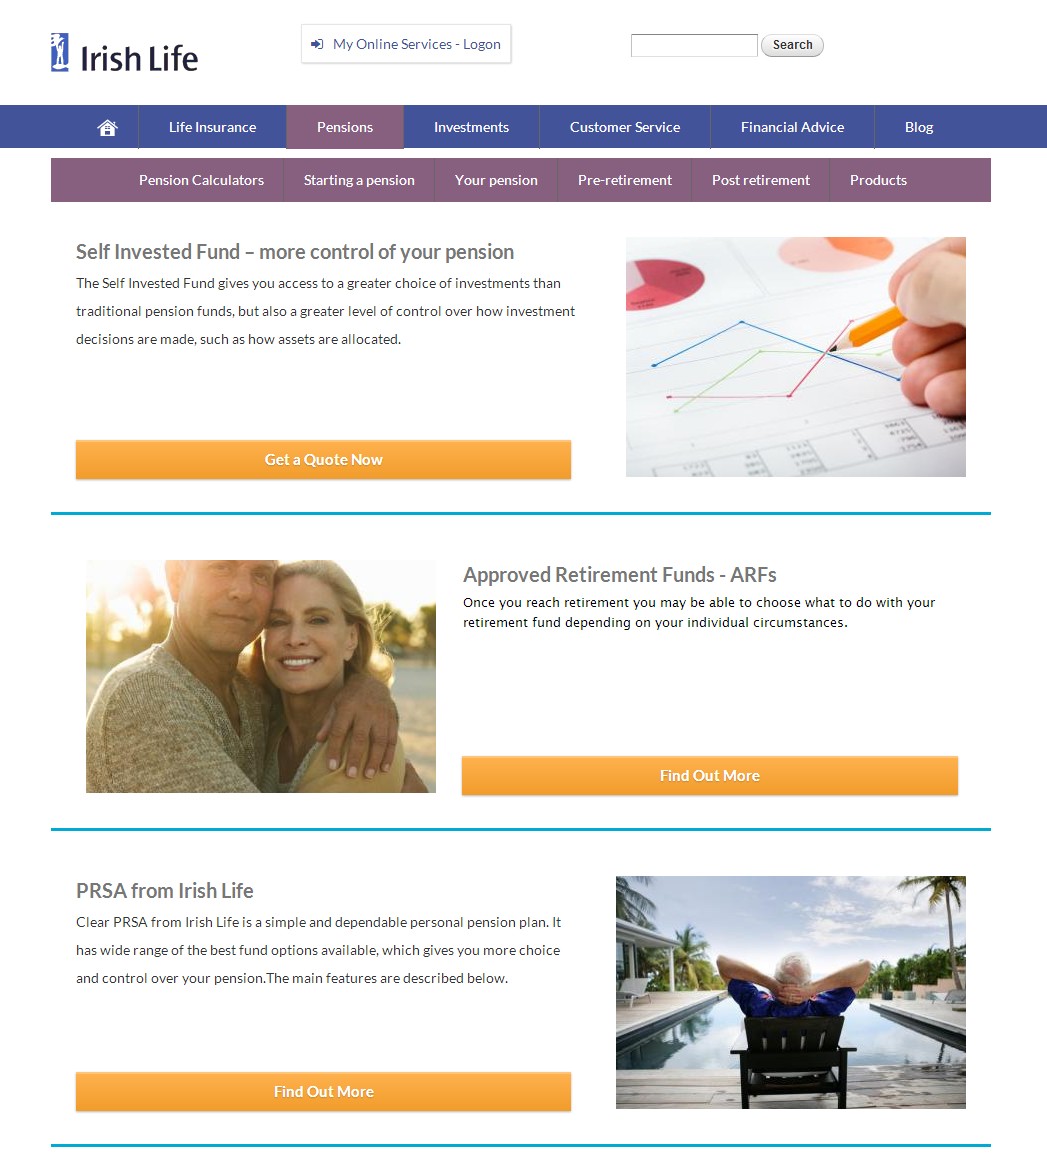 Irish Life
My Online Services - Logon
Search
Life Insurance
Pensions
Investments
Customer Service
Financial Advice
Blog
Pension Calculators
Starting a pension
Your pension
Pre-retirement
Post retirement
Products
Self Invested Fund – more control of your pension
The Self Invested Fund gives you access to a greater choice of investments than
traditional pension funds, but also a greater level of control over how investment
decisions are made, such as how assets are allocated.
Get a Quote Now
Approved Retirement Funds - ARFs
Once you reach retirement you may be able to choose what to do with your
retirement fund depending on your individual circumstances.
Find Out More
PRSA from Irish Life
Clear PRSA from Irish Life is a simple and dependable personal pension plan. It
has wide range of the best fund options available, which gives you more choice
and control over your pension.The main features are described below.
Find Out More